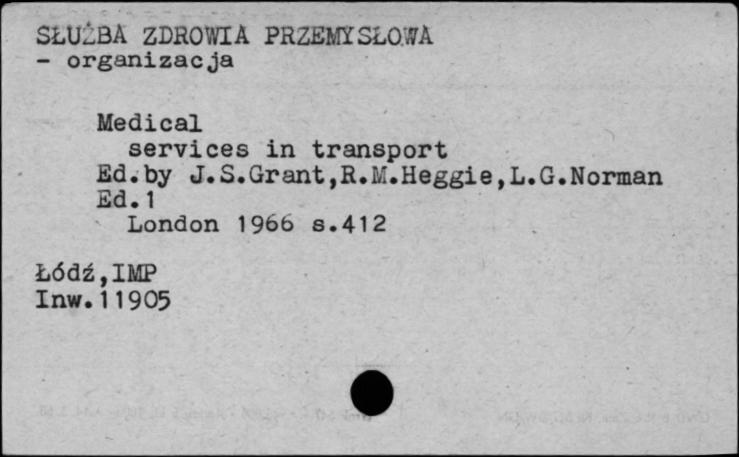 SŁUŻBA ZDROWIA PRZEMYSŁOWA
- organizacja
Medical
services in transport
Ed.by J.S.Grant,R.M.Heggie,L.G.Norman
Ed.1
London 1966 s.412
Łódź,IMP
Inw.11905